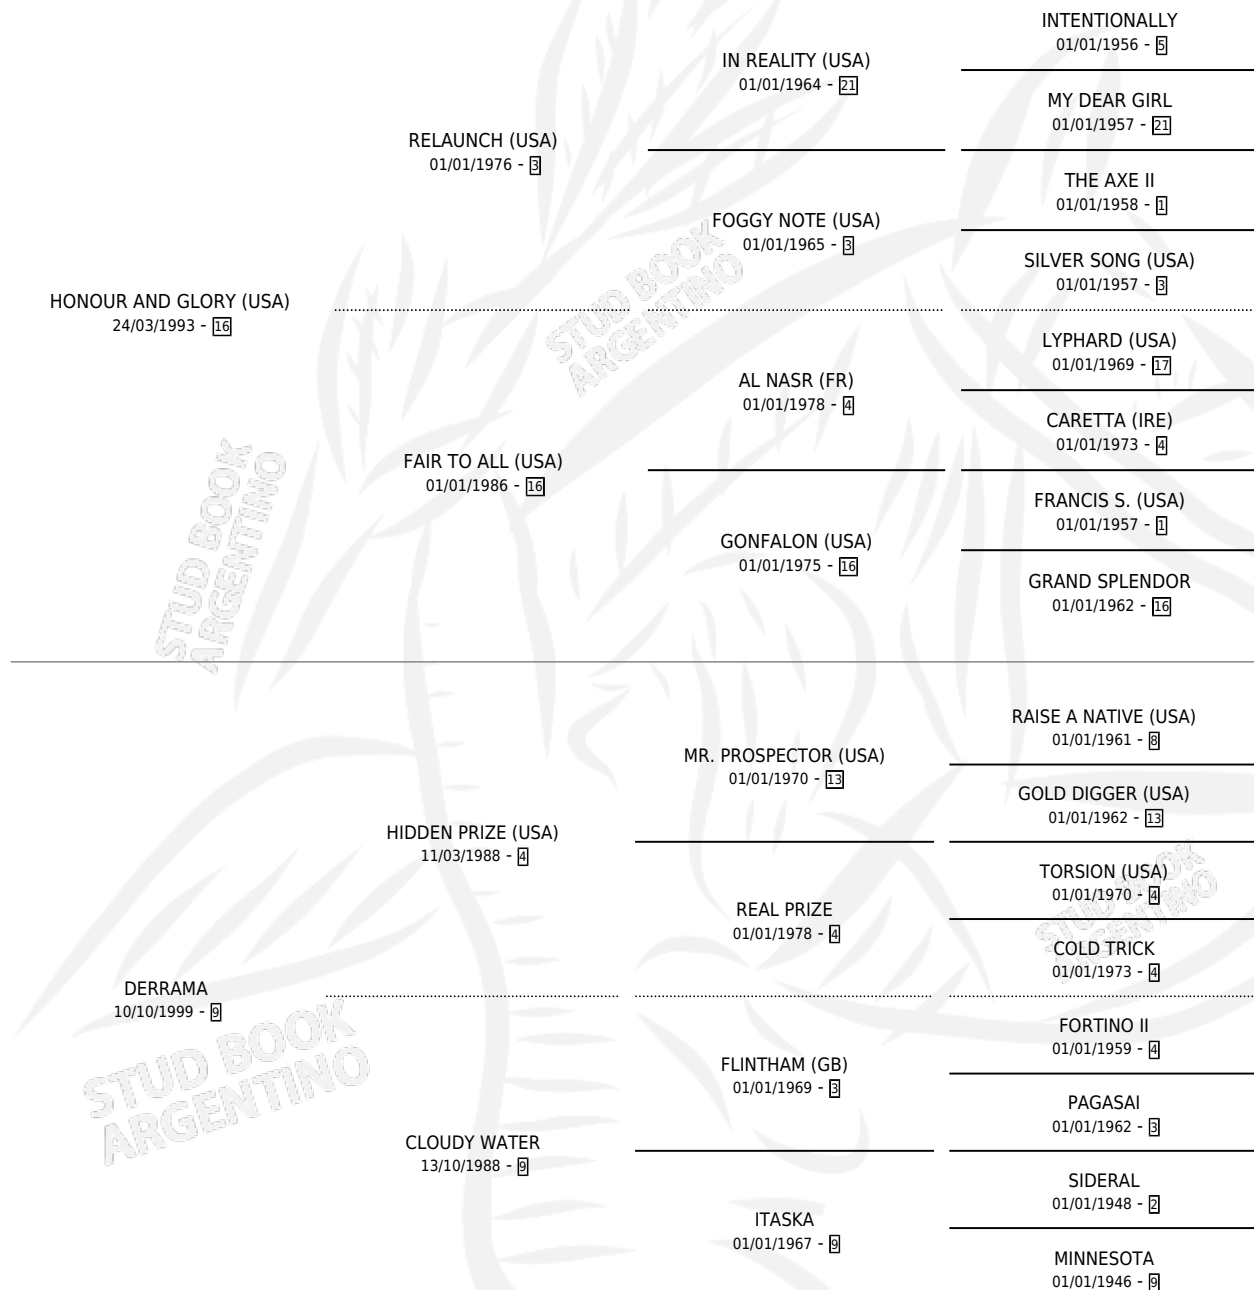 INTENTIONALLY
01/01/1956 - 5
IN REALITY (USA)
01/01/1964 - 21
MY DEAR GIRL
01/01/1957 - 21
RELAUNCH (USA)
01/01/1976 - 3
THE AXE II
01/01/1958 - 1
FOGGY NOTE (USA)
01/01/1965 - 3
SILVER SONG (USA)
01/01/1957 - 3
HONOUR AND GLORY (USA)
24/03/1993 - 16
LYPHARD (USA)
01/01/1969 - 17
AL NASR (FR)
01/01/1978 - 4
CARETTA (IRE)
01/01/1973 - 4
FAIR TO ALL (USA)
01/01/1986 - 16
FRANCIS S. (USA)
01/01/1957 - 1
GONFALON (USA)
01/01/1975 - 16
GRAND SPLENDOR
01/01/1962 - 16
RAISE A NATIVE (USA)
01/01/1961 - 8
MR. PROSPECTOR (USA)
01/01/1970 - 13
GOLD DIGGER (USA)
01/01/1962 - 13
HIDDEN PRIZE (USA)
11/03/1988 - 4
TORSION (USA)
01/01/1970 - 4
REAL PRIZE
01/01/1978 - 4
COLD TRICK
01/01/1973 - 4
DERRAMA
10/10/1999 - 9
FORTINO II
01/01/1959 - 4
FLINTHAM (GB)
01/01/1969 - 3
PAGASAI
01/01/1962 - 3
CLOUDY WATER
13/10/1988 - 9
SIDERAL
01/01/1948 - 2
ITASKA
01/01/1967 - 9
MINNESOTA
01/01/1946 - 9
STUD BOOK
ARGENTINO
STUD BOOK
ARGENTINO
STUD BOOK
ARGENTINO
STUD BOOK
ARGENTINO